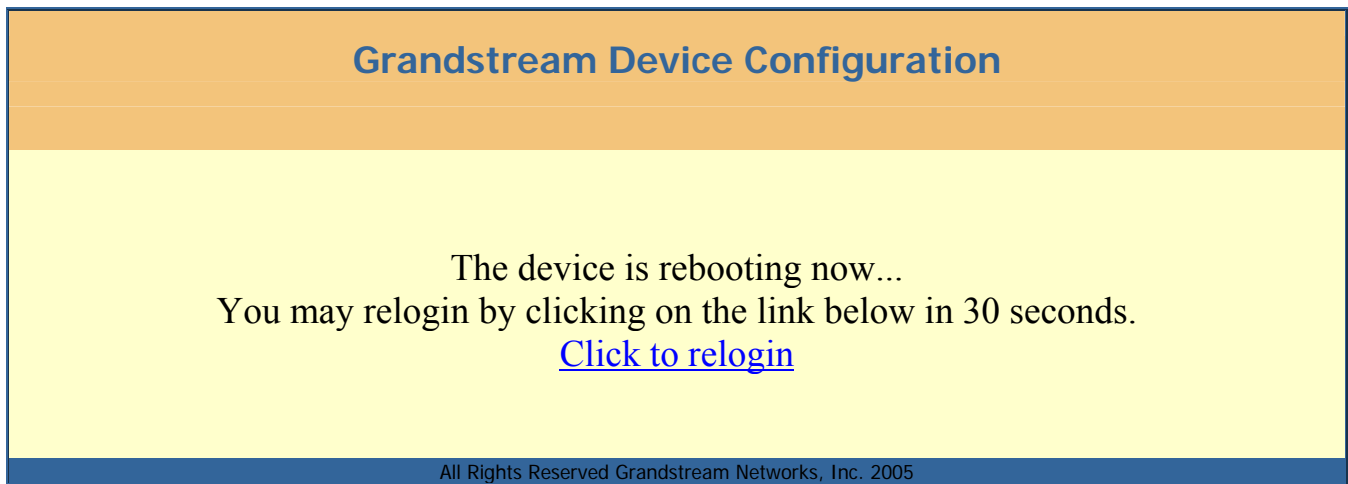 Grandstream Device Configuration
The device is rebooting now...
You may relogin by clicking on the link below in 30 seconds.
Click to relogin
All Rights Reserved Grandstream Networks, Inc. 2005